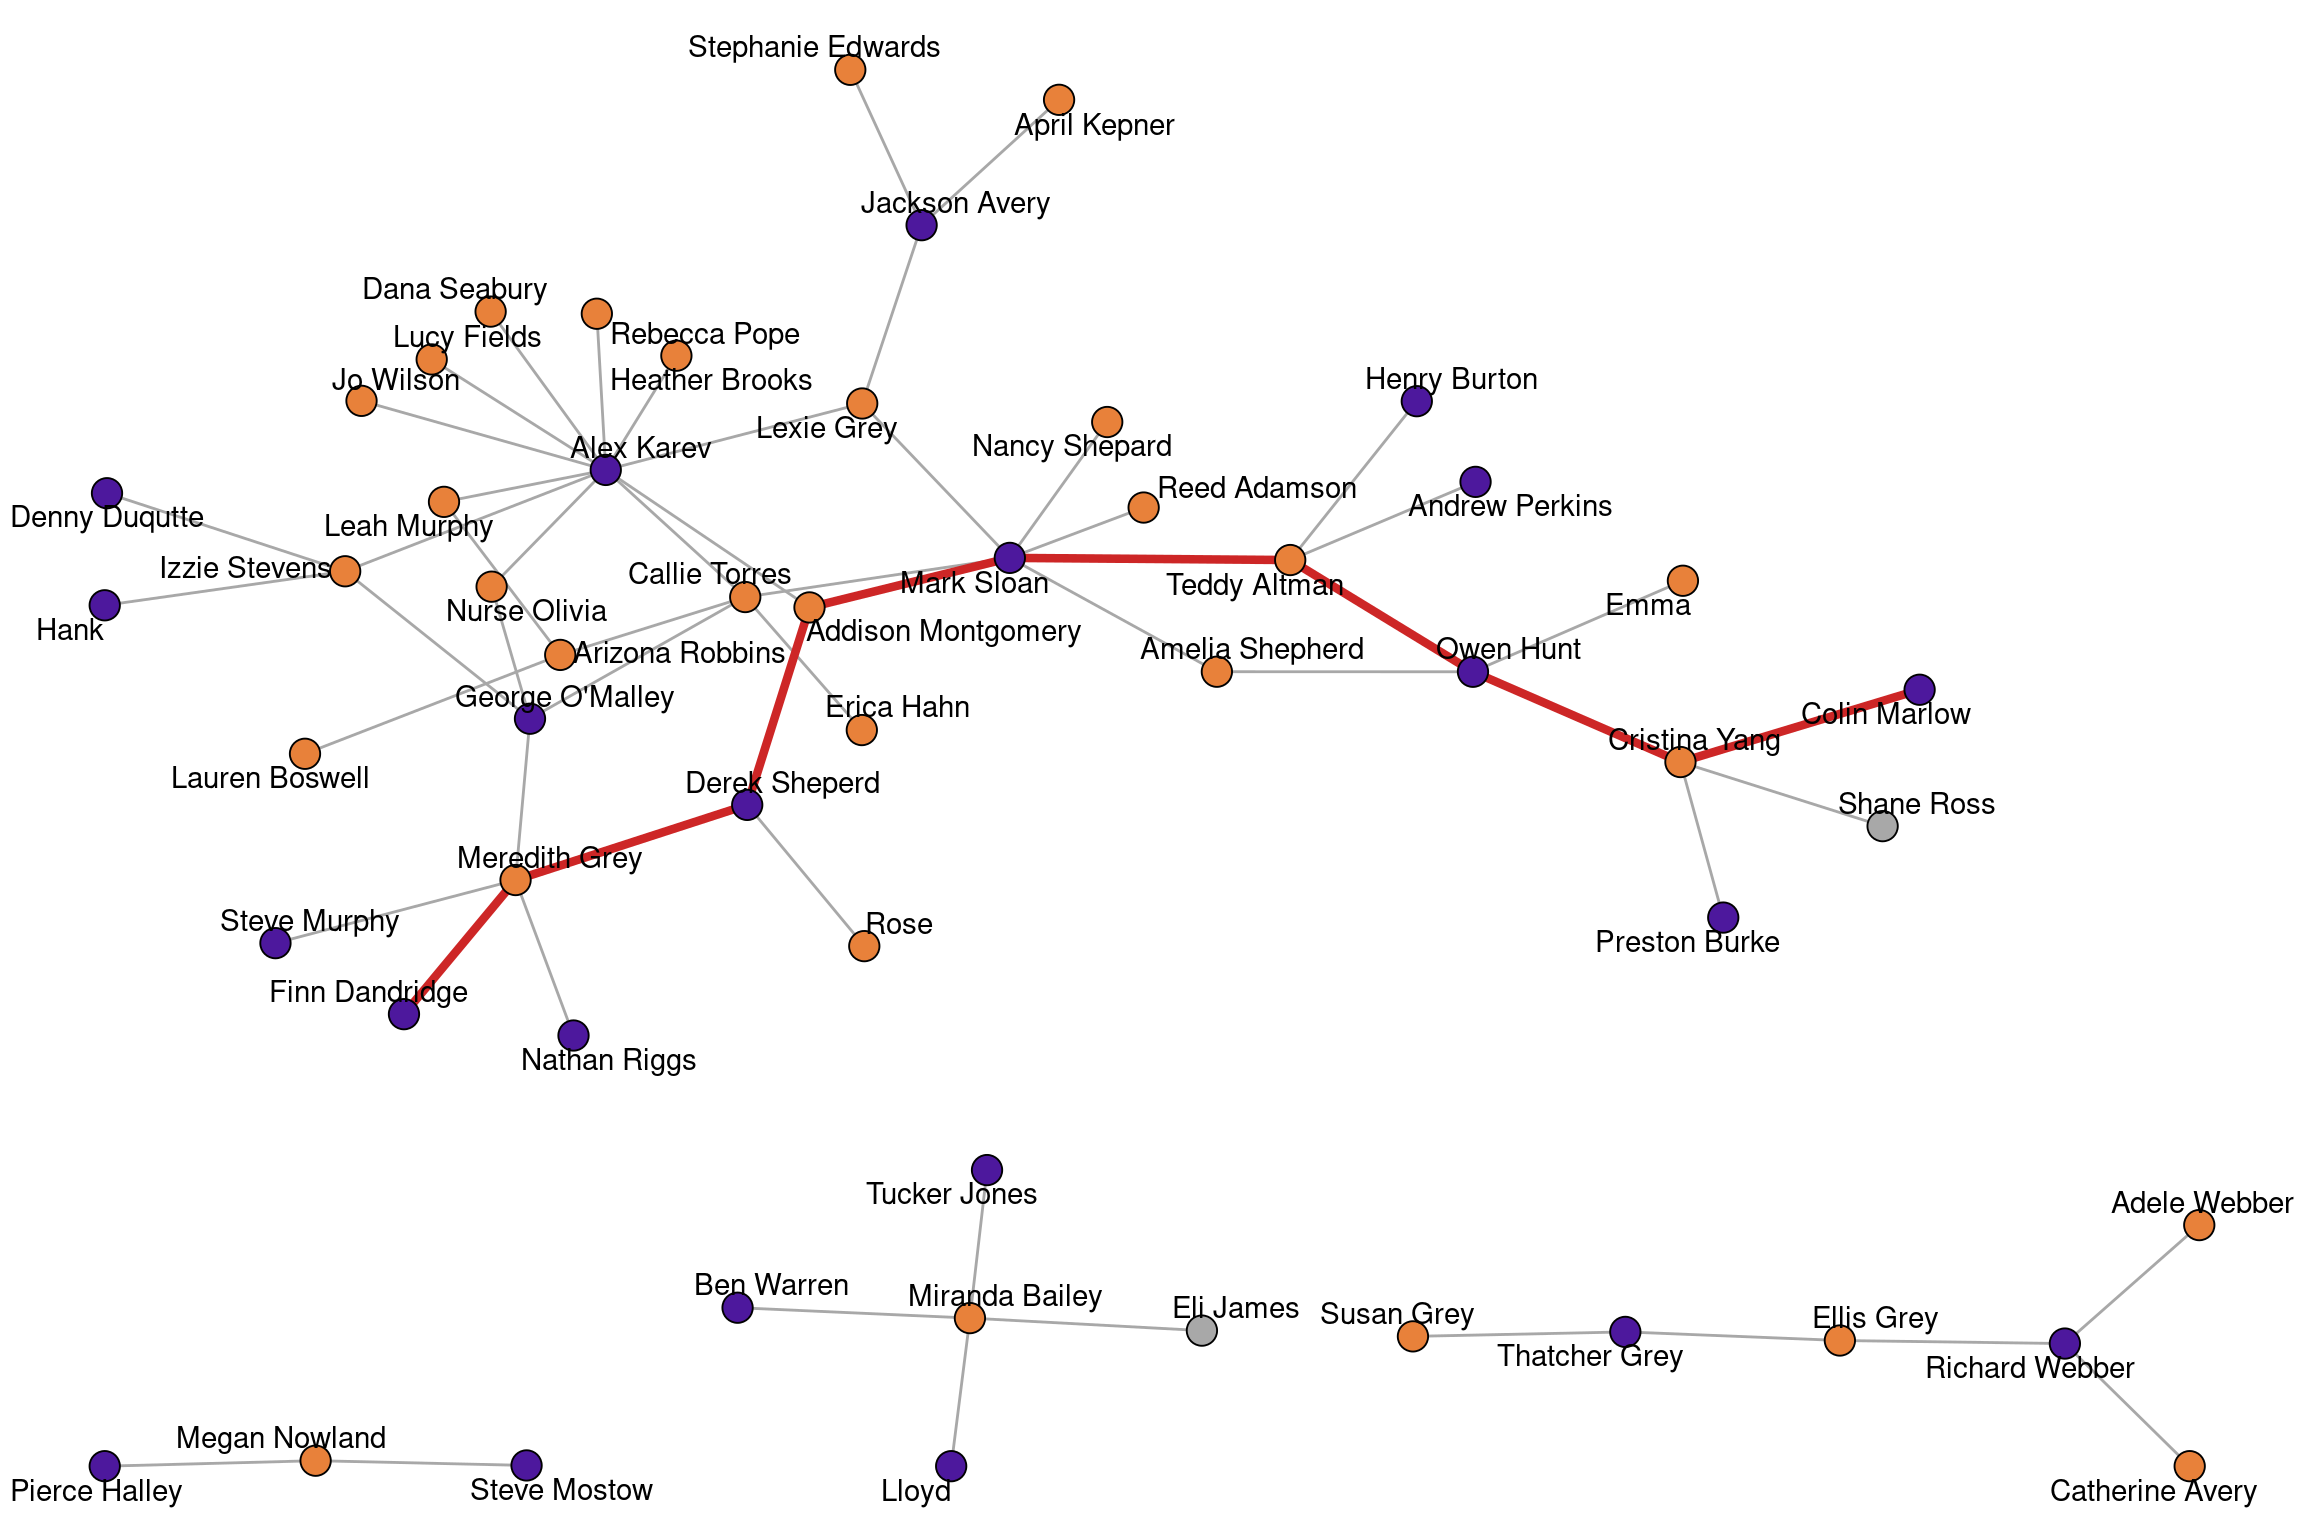 Stephanie Edwards
April Kepner
Jackson Avery
Dana Seabury
Lucy Fields
Rebecca Pope
Jo Wilson
Heather Brooks
Henry Burton
Lexie Grey
Alex Karev
Nancy Shepard
Reed Adamson
Andrew Perkins
Denny Duqutte
Leah Murphy
Izzie Stevens
Callie Torres
Mark Sloan
Teddy Altman
Emma
Nurse Olivia
Hank
Addison Montgomery
Arizona Robbins
Amelia Shepherd
Owen Hunt
George O'Malley
Erica Hahn
Colin Marlow
Cristina Yang
Lauren Boswell
Derek Sheperd
Shane Ross
Meredith Grey
Steve Murphy
Rose
Preston Burke
Finn Dandridge
Nathan Riggs
Tucker Jones
Adele Webber
Ben Warren
Miranda Bailey
Eli James
Susan Grey
Ellis Grey
Thatcher Grey
Richard Webber
Megan Nowland
Pierce Halley
Steve Mostow
Lloyd
Catherine Avery